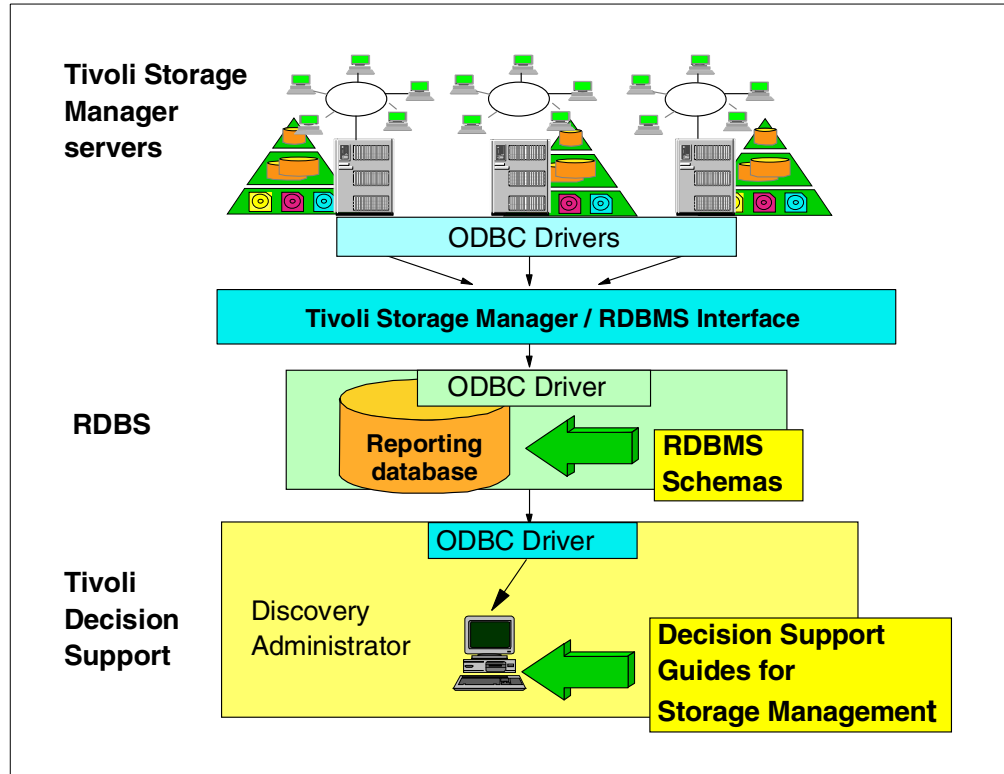 Tivoli Storage
Manager
servers
ODBC Drivers
Tivoli Storage Manager / RDBMS Interface
ODBC Driver
RDBS
Reporting
database
RDBMS
Schemas
ODBC Driver
Tivoli
Decision
Support
Discovery
Administrator
Decision Support
Guides for
Storage Management